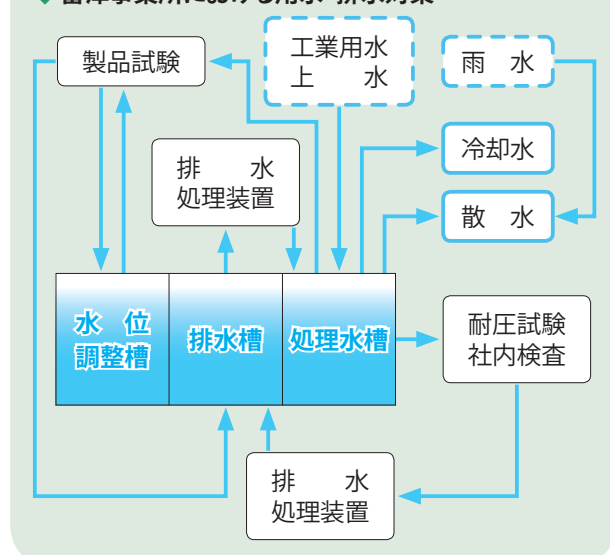 製品試験
工業用水
上　水
雨　水
冷却水
排　水
処理装置
散　水
水　位
調整槽
排水槽
処理水槽
耐圧試験
社内検査
排　水
処理装置